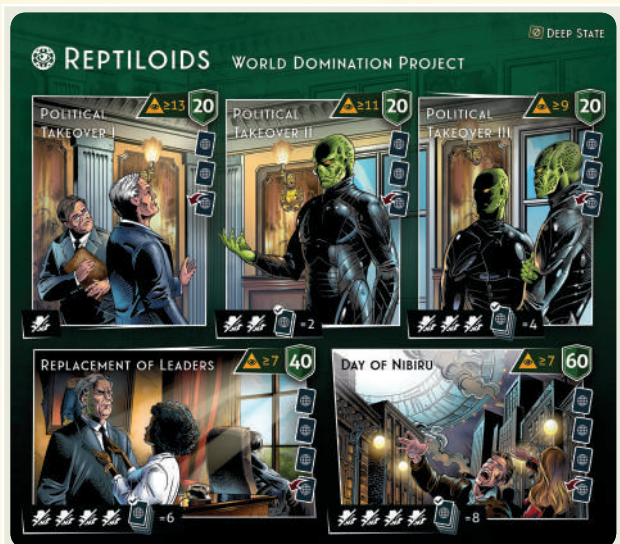 DEEP STATE
REPTILOIDS WORLD DOMINATION PROJECT
POLITICAL
TAKEOVER I
≥13 20
POLITICAL
TAKEOVER II
≥11 20
POLITICAL
TAKEOVER III
≥9 20
=2
=4
REPLACEMENT OF LEADERS
≥7 40
DAY OF NIBIRU
≥7 60
=6
=8